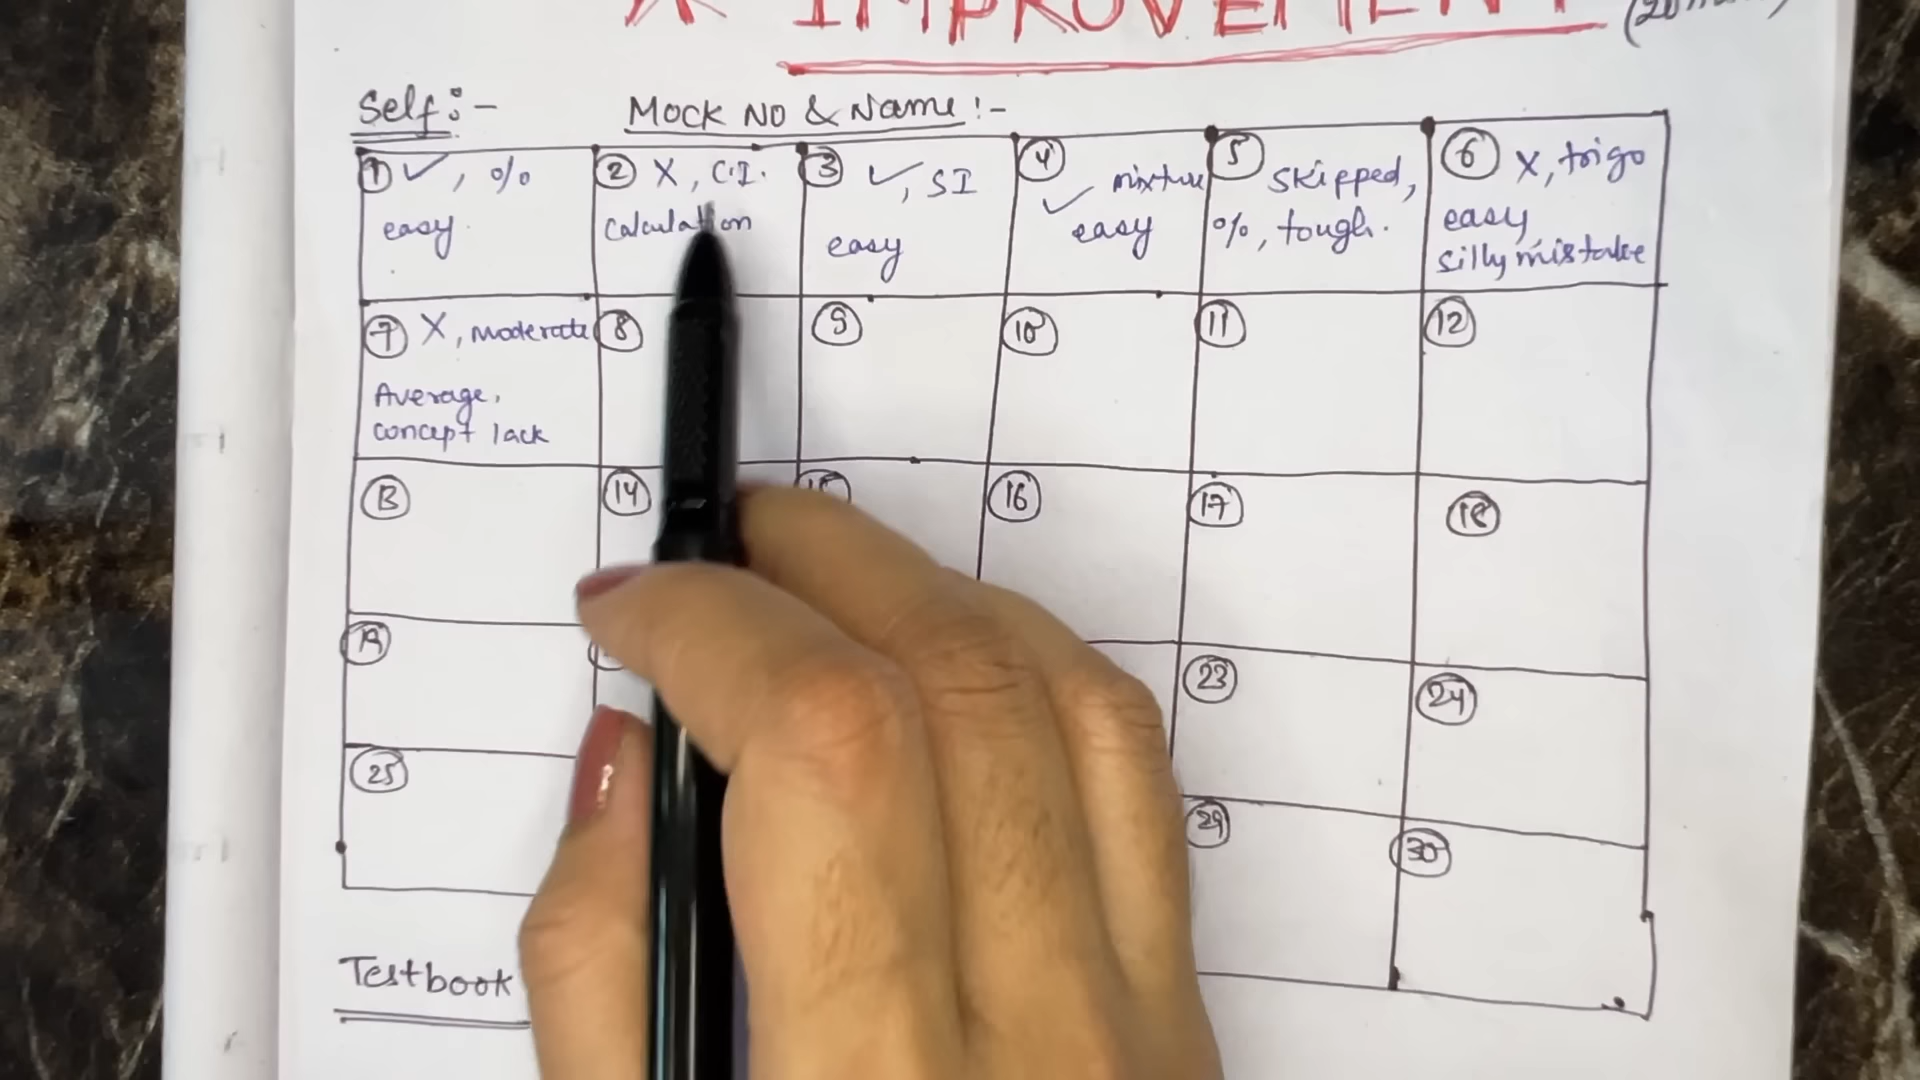 IMPROVEMENT
Self:- Mock No & Name:-
① ✓, %
easy
② X, C.I.
Calculation
③ ✓, SI
easy
④ mixture
✓ easy
⑤ Skipped,
%, tough.
⑥ X, trigo
easy
silly mistake
⑦ X, Moderate
Average,
concept lack
⑧
⑨
⑩
⑪
⑫
⑬
⑭
⑮
⑯
⑰
⑱
⑲
㉓
㉔
㉕
㉙
㉚
Testbook